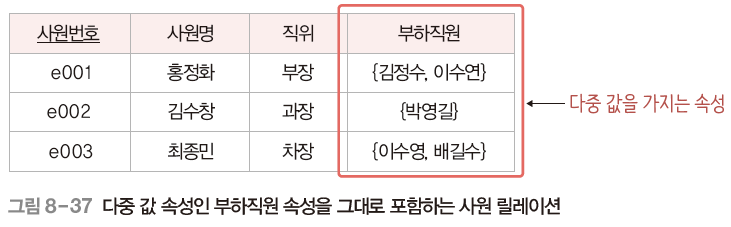 사원번호 사원명 직위 부하직원
e001 홍정화 부장 {김정수, 이수연}
e002 김수창 과장 {박영길}
e003 최종민 차장 {이수영, 배길수}
다중 값을 가지는 속성
그림 8-37 다중 값 속성인 부하직원 속성을 그대로 포함하는 사원 릴레이션